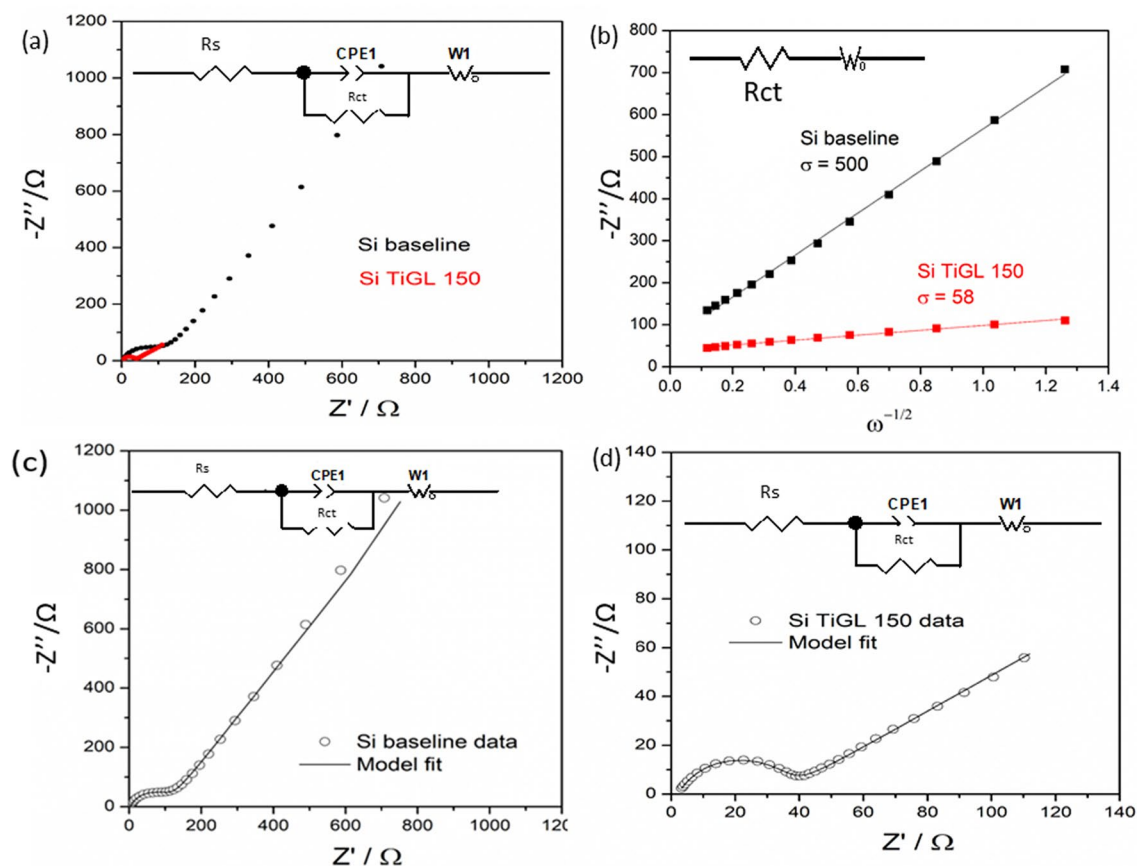 (a)
1200
1000
800
600
400
200
0
-Z''/Ω
Rs
CPE1
W1
Rct
Si baseline
Si TiGL 150
0 200 400 600 800 1000 1200
Z' / Ω
(b)
800
700
600
500
400
300
200
100
0
-Z''/Ω
Rct
W0
Si baseline
σ = 500
Si TiGL 150
σ = 58
0.0 0.2 0.4 0.6 0.8 1.0 1.2 1.4
ω-1/2
(c)
1200
1000
800
600
400
200
0
-Z''/Ω
Rs
CPE1
W1
Rct
Si baseline data
Model fit
0 200 400 600 800 1000
Z' / Ω
(d)
140
120
100
80
60
40
20
0
-Z''/Ω
Rs
CPE1
W1
Rct
Si TiGL 150 data
Model fit
0 20 40 60 80 100 120 140
Z' / Ω